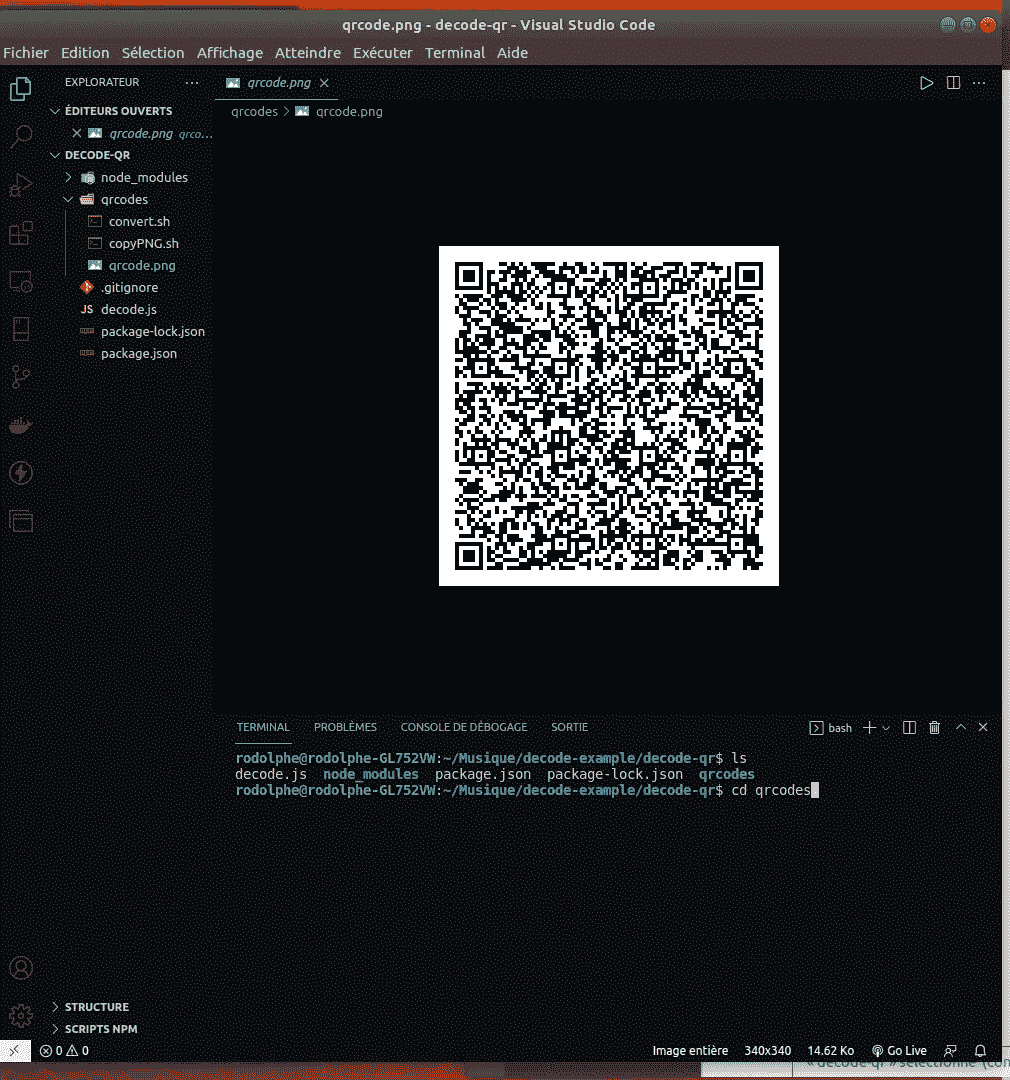 qrcode.png - decode-qr - Visual Studio Code
Fichier Edition Sélection Affichage Atteindre Exécuter Terminal Aide
EXPLORATEUR
ÉDITEURS OUVERTS
qrcode.png qrco...
DECODE-QR
node_modules
qrcodes
convert.sh
copyPNG.sh
qrcode.png
.gitignore
JS decode.js
package-lock.json
package.json
qrcode.png
qrcodes > qrcode.png
TERMINAL PROBLÈMES CONSOLE DE DÉBOGAGE SORTIE
bash
rodolphe@rodolphe-GL752VW:~/Musique/decode-example/decode-qr$ ls
decode.js node_modules package.json package-lock.json qrcodes
rodolphe@rodolphe-GL752VW:~/Musique/decode-example/decode-qr$ cd qrcodes
STRUCTURE
SCRIPTS NPM
0 0 Image entière 340x340 14.62 Ko Go Live